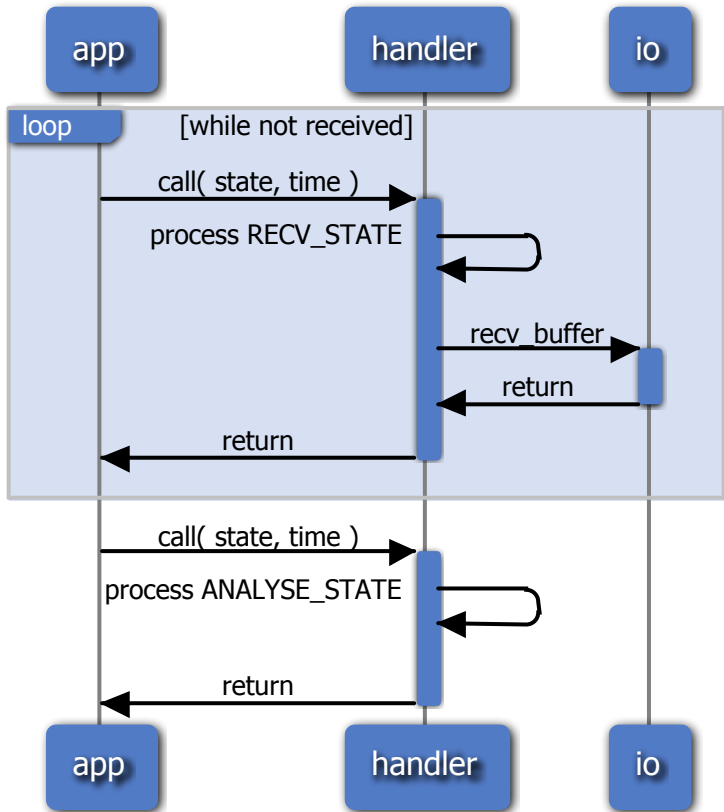 app
handler
io
loop
[while not received]
call( state, time )
process RECV_STATE
recv_buffer
return
return
call( state, time )
process ANALYSE_STATE
return
app
handler
io